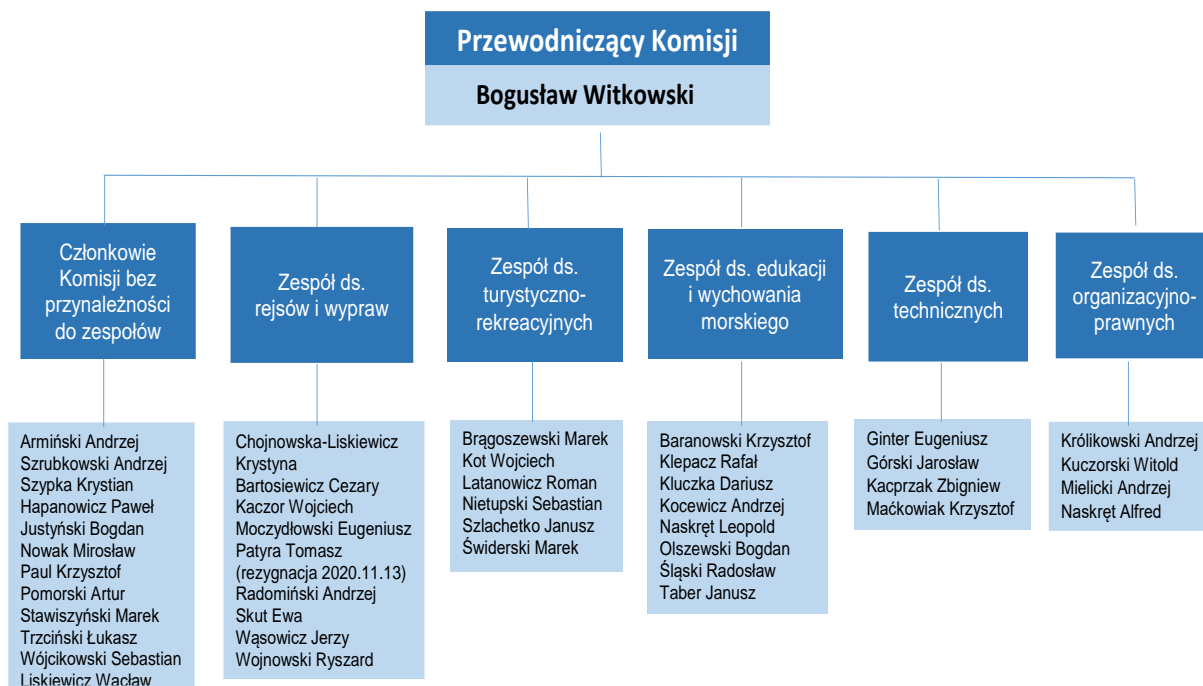 Przewodniczący Komisji
Bogusław Witkowski
Członkowie
Komisji bez
przynależności
do zespołów
Armiński Andrzej
Szrubkowski Andrzej
Szypka Krystian
Hapanowicz Paweł
Justyński Bogdan
Nowak Mirosław
Paul Krzysztof
Pomorski Artur
Stawiszyński Marek
Trzciński Łukasz
Wójcikowski Sebastian
Liskiewicz Wacław
Zespół ds.
rejsów i wypraw
Chojnowska-Liskiewicz
Krystyna
Bartosiewicz Cezary
Kaczor Wojciech
Moczydłowski Eugeniusz
Patyra Tomasz
(rezygnacja 2020.11.13)
Radomiński Andrzej
Skut Ewa
Wąsowicz Jerzy
Wojnowski Ryszard
Zespół ds.
turystyczno-
rekreacyjnych
Brągoszewski Marek
Kot Wojciech
Latanowicz Roman
Nietupski Sebastian
Szlachetko Janusz
Świderski Marek
Zespół ds. edukacji
i wychowania
morskiego
Baranowski Krzysztof
Klepacz Rafał
Kluczka Dariusz
Kocewicz Andrzej
Naskręt Leopold
Olszewski Bogdan
Śląski Radosław
Taber Janusz
Zespół ds.
technicznych
Ginter Eugeniusz
Górski Jarosław
Kacprzak Zbigniew
Maćkowiak Krzysztof
Zespół ds.
organizacyjno-
prawnych
Królikowski Andrzej
Kuczorski Witold
Mielicki Andrzej
Naskręt Alfred